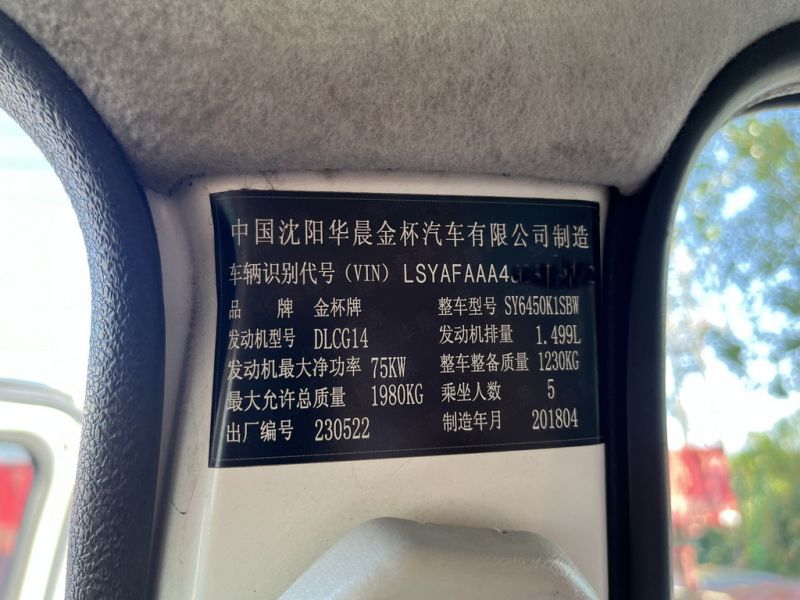 中国沈阳华晨金杯汽车有限公司制造
车辆识别代号(VIN) LSYAFAAA4
品 牌 金杯牌 整车型号 SY6450K1SBW
发动机型号 DLCG14 发动机排量 1.499L
发动机最大净功率 75KW 整车整备质量 1230KG
最大允许总质量 1980KG 乘坐人数 5
出厂编号 230522 制造年月 201804